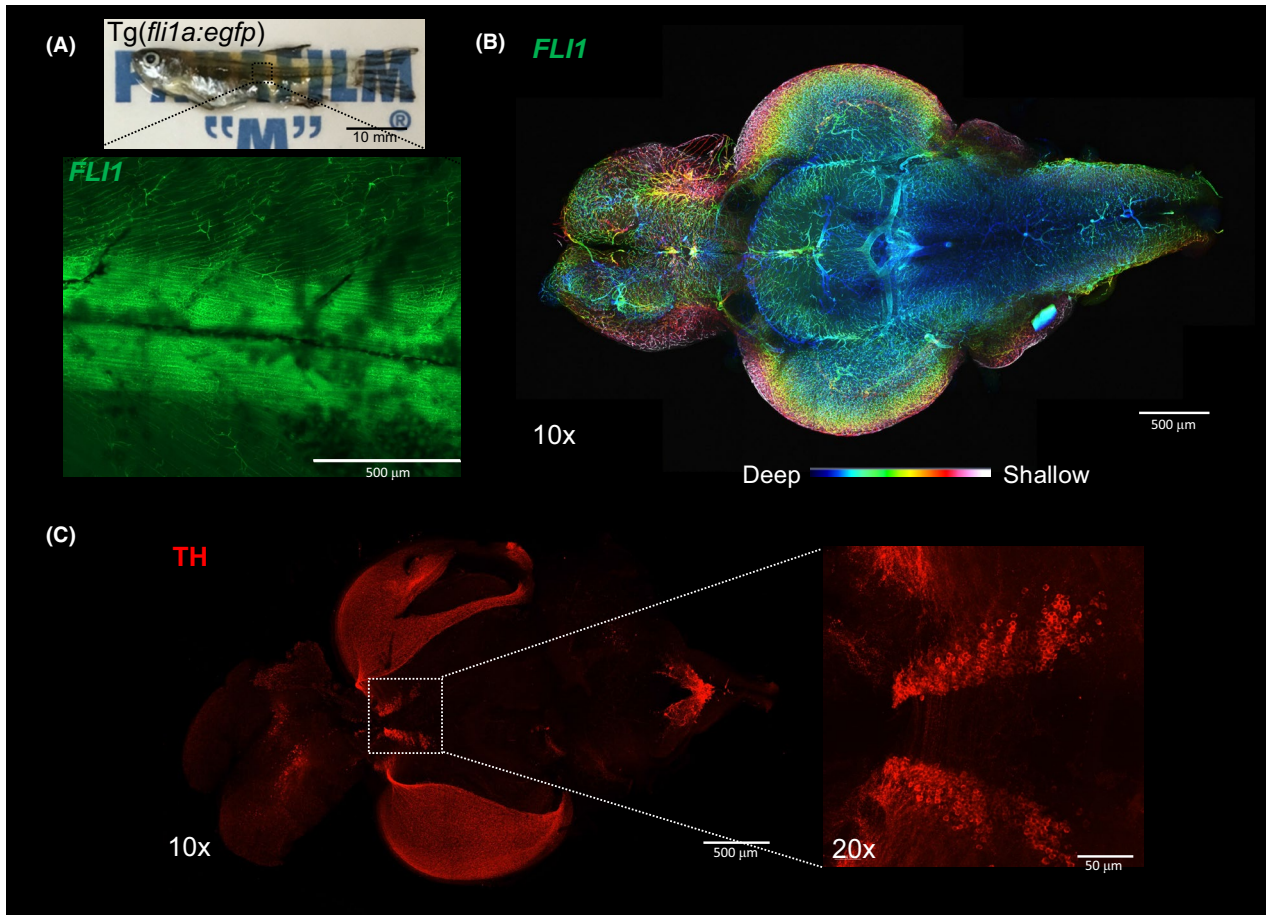 (A)
Tg(fli1a:egfp)
"M"
®
10 mm
FLI1
500 µm
(B)
FLI1
10x
500 µm
Deep
Shallow
(C)
TH
10x
500 µm
20x
50 µm